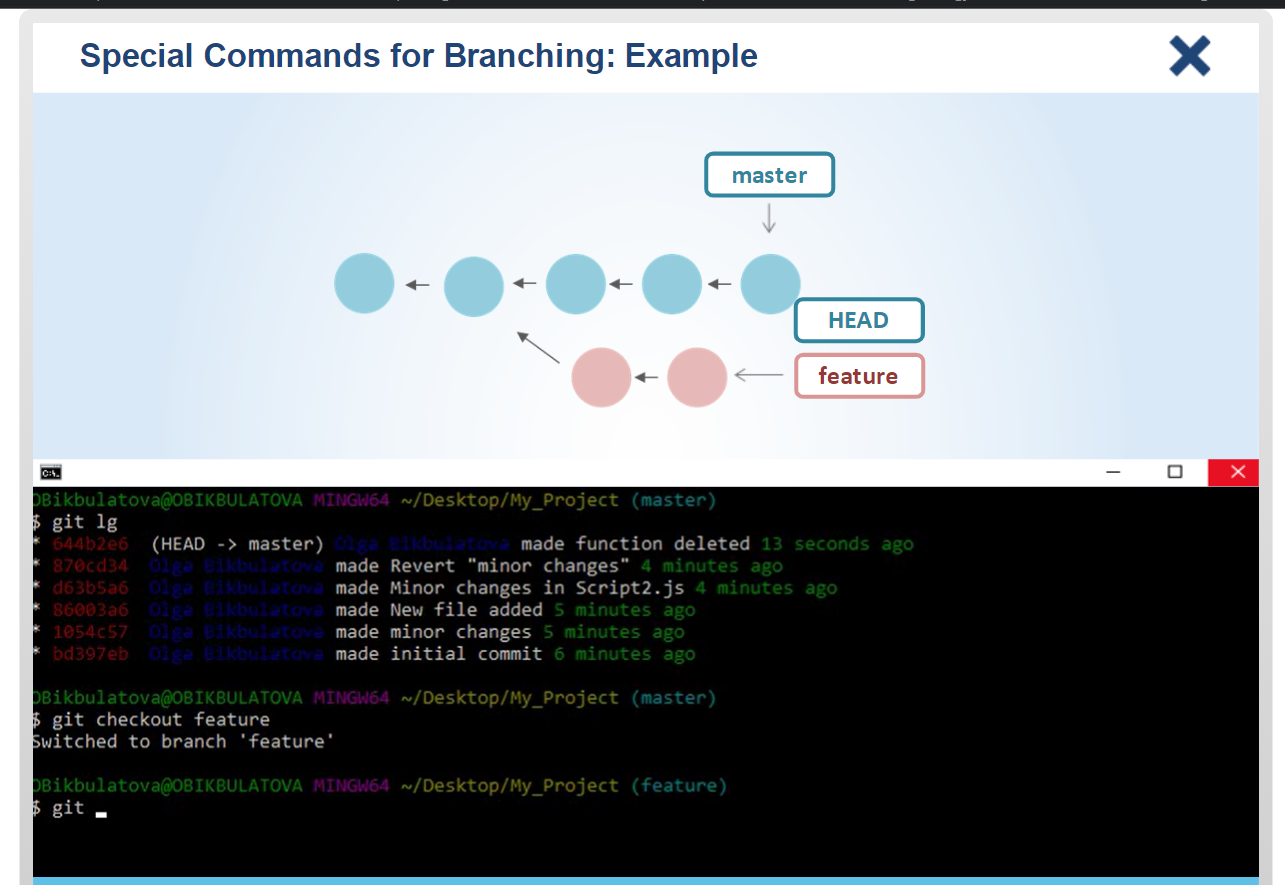 Special Commands for Branching: Example
master
HEAD
feature
C:\.
OBikbulatova@OBIKBULATOVA MINGW64 ~/Desktop/My_Project (master)
$ git lg
* 644b2e6 (HEAD -> master) Olga Bikbulatova made function deleted 13 seconds ago
* 870cd34 Olga Bikbulatova made Revert "minor changes" 4 minutes ago
* d63b5a6 Olga Bikbulatova made Minor changes in Script2.js 4 minutes ago
* 86003a6 Olga Bikbulatova made New file added 5 minutes ago
* 1054c57 Olga Bikbulatova made minor changes 5 minutes ago
* bd397eb Olga Bikbulatova made initial commit 6 minutes ago
OBikbulatova@OBIKBULATOVA MINGW64 ~/Desktop/My_Project (master)
$ git checkout feature
Switched to branch 'feature'
OBikbulatova@OBIKBULATOVA MINGW64 ~/Desktop/My_Project (feature)
$ git